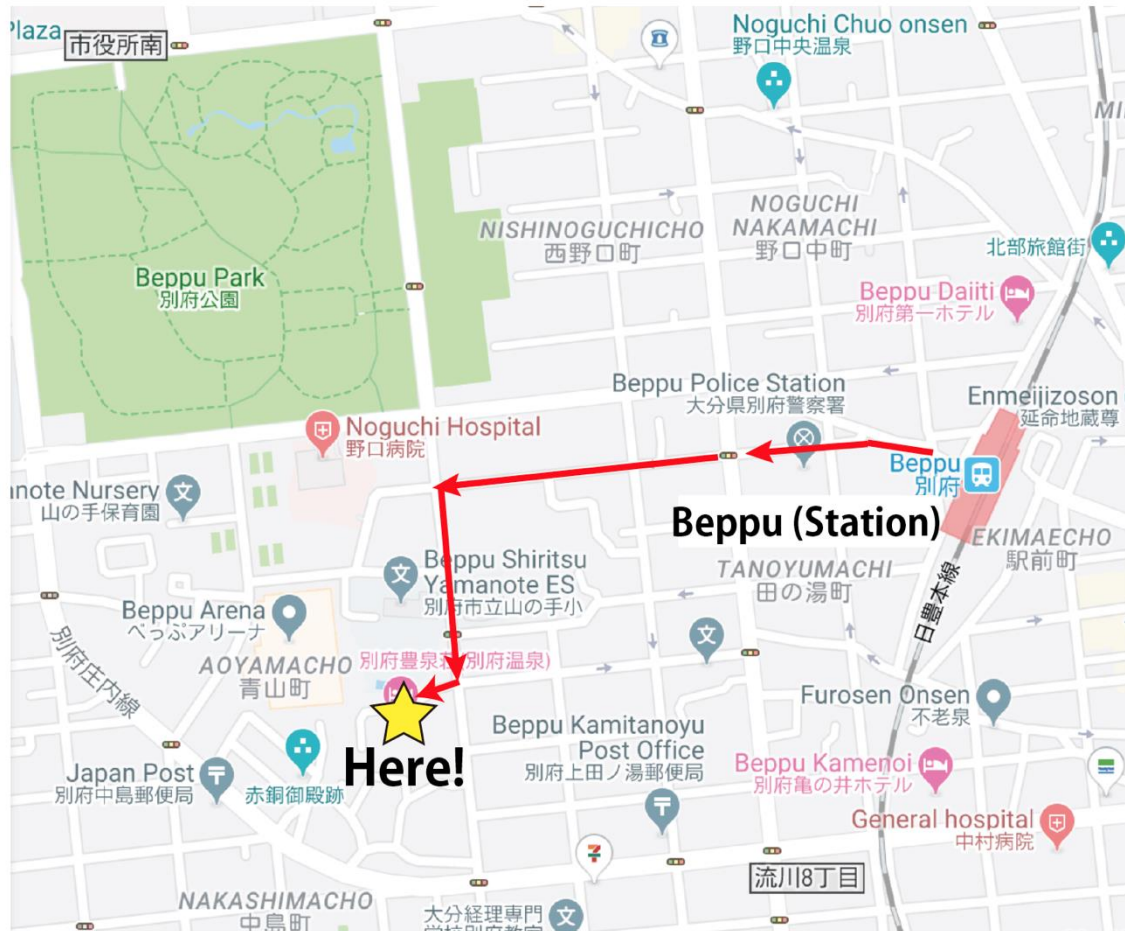 Plaza
市役所南
Noguchi Chuo onsen
野口中央温泉
NISHINOGUCHICHO
西野口町
NOGUCHI
NAKAMACHI
野口中町
MI
北部旅館街
Beppu Park
別府公園
Beppu Daiiti
別府第一ホテル
Beppu Police Station
大分県別府警察署
Enmeijizoson
延命地蔵尊
Noguchi Hospital
野口病院
Beppu
別府
Beppu (Station)
anote Nursery
山の手保育園
EKIMAECHO
駅前町
Beppu Shiritsu
Yamanote ES
別府市立山の手小
TANOYUMACHI
田の湯町
日豊本線
Beppu Arena
べっぷアリーナ
別府庄内線
AOYAMACHO
青山町
別府豊泉荘(別府温泉)
Furosen Onsen
不老泉
Here!
Beppu Kamitanoyu
Post Office
別府上田ノ湯郵便局
Japan Post
別府中島郵便局
赤銅御殿跡
Beppu Kamenoi
別府亀の井ホテル
General hospital
中村病院
7
流川8丁目
NAKASHIMACHO
中島町
大分経理専門